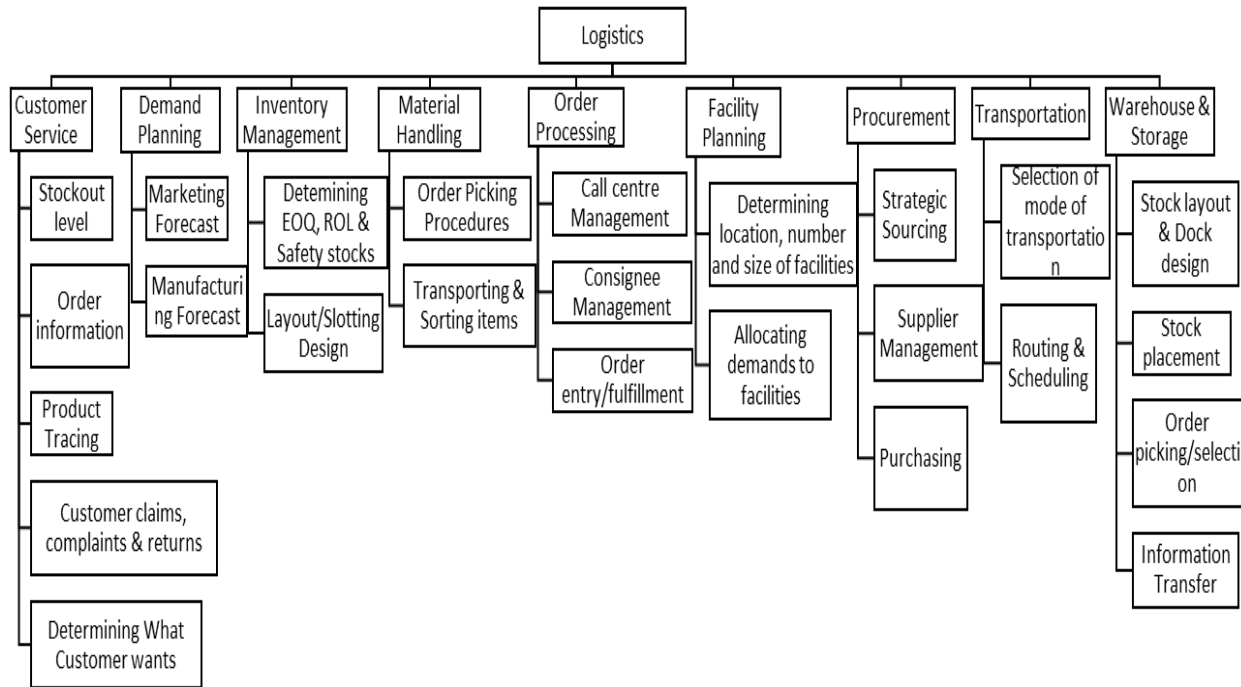 Logistics
Customer
Service
Stockout
level
Order
information
Product
Tracing
Customer claims,
complaints & returns
Determining What
Customer wants
Demand
Planning
Marketing
Forecast
Manufacturi
ng Forecast
Inventory
Management
Detemining
EOQ, ROL &
Safety stocks
Layout/Slotting
Design
Material
Handling
Order Picking
Procedures
Transporting &
Sorting items
Order
Processing
Call centre
Management
Consignee
Management
Order
entry/fulfillment
Facility
Planning
Determining
location, number
and size of facilities
Allocating
demands to
facilities
Procurement
Strategic
Sourcing
Supplier
Management
Purchasing
Transportation
Selection of
mode of
transportatio
n
Routing &
Scheduling
Warehouse &
Storage
Stock layout
& Dock
design
Stock
placement
Order
picking/selecti
on
Information
Transfer